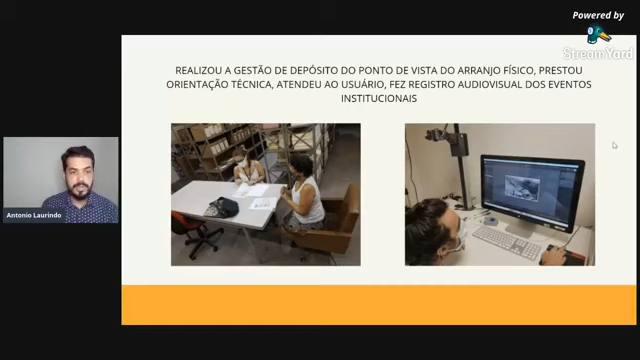 Powered by
StreamYard
REALIZOU A GESTÃO DE DEPÓSITO DO PONTO DE VISTA DO ARRANJO FÍSICO, PRESTOU
ORIENTAÇÃO TÉCNICA, ATENDEU AO USUÁRIO, FEZ REGISTRO AUDIOVISUAL DOS EVENTOS
INSTITUCIONAIS
Antonio Laurindo